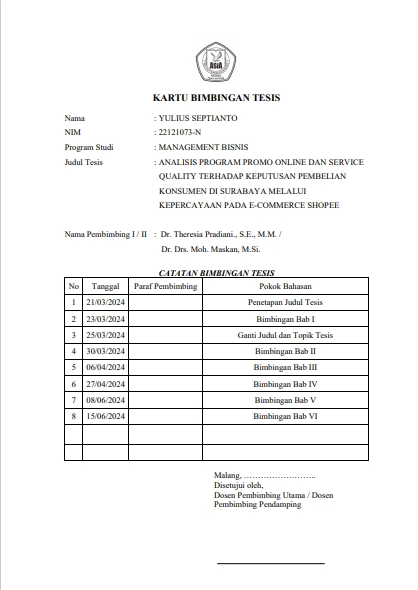 ASIA
KARTU BIMBINGAN TESIS
Nama : YULIUS SEPTIANTO
NIM : 22121073-N
Program Studi : MANAGEMENT BISNIS
Judul Tesis : ANALISIS PROGRAM PROMO ONLINE DAN SERVICE
QUALITY TERHADAP KEPUTUSAN PEMBELIAN
KONSUMEN DI SURABAYA MELALUI
KEPERCAYAAN PADA E-COMMERCE SHOPEE
Nama Pembimbing I / II : Dr. Theresia Pradiani., S.E., M.M. /
Dr. Drs. Moh. Maskan, M.Si.
CATATAN BIMBINGAN TESIS
No Tanggal Paraf Pembimbing Pokok Bahasan
1 21/03/2024 Penetapan Judul Tesis
2 23/03/2024 Bimbingan Bab I
3 25/03/2024 Ganti Judul dan Topik Tesis
4 30/03/2024 Bimbingan Bab II
5 06/04/2024 Bimbingan Bab III
6 27/04/2024 Bimbingan Bab IV
7 08/06/2024 Bimbingan Bab V
8 15/06/2024 Bimbingan Bab VI
Malang, ……………………..
Disetujui oleh,
Dosen Pembimbing Utama / Dosen
Pembimbing Pendamping